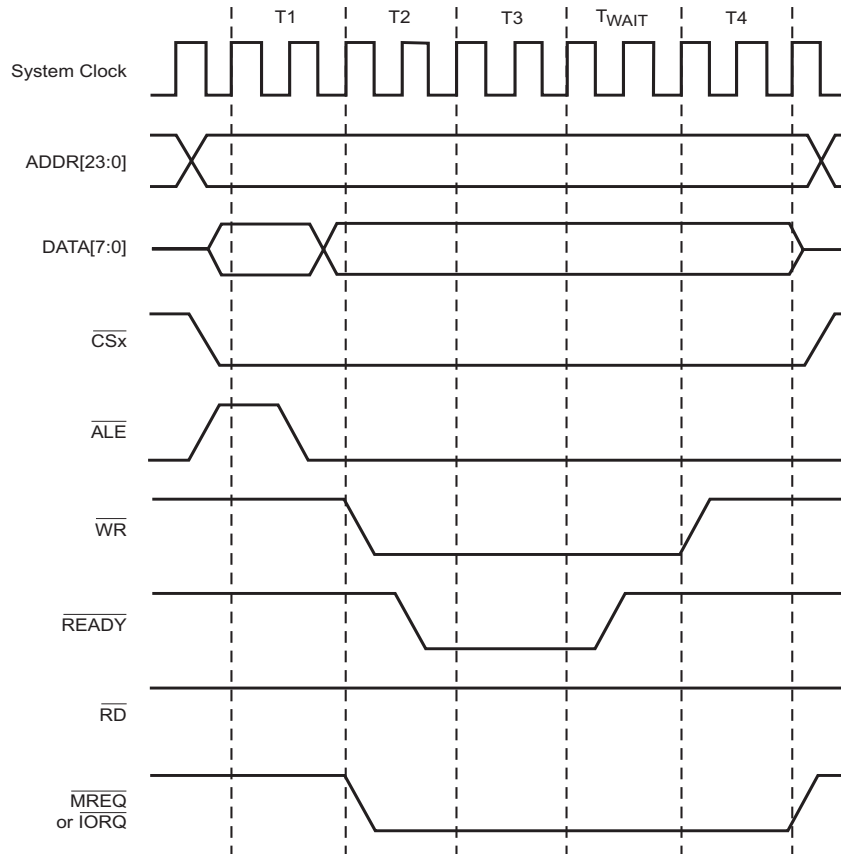 T1 T2 T3 TWAIT T4
System Clock
ADDR[23:0]
DATA[7:0]
CSx
ALE
WR
READY
RD
MREQ
or IORQ